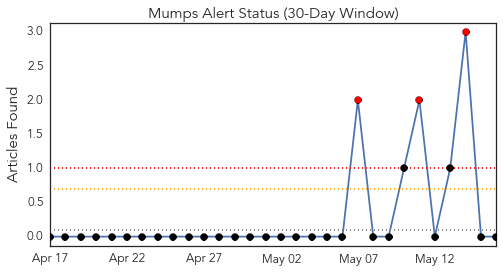 Mumps Alert Status (30-Day Window)
Articles Found
3.0
2.5
2.0
1.5
1.0
0.5
0.0
Apr 17
Apr 22
Apr 27
May 02
May 07
May 12